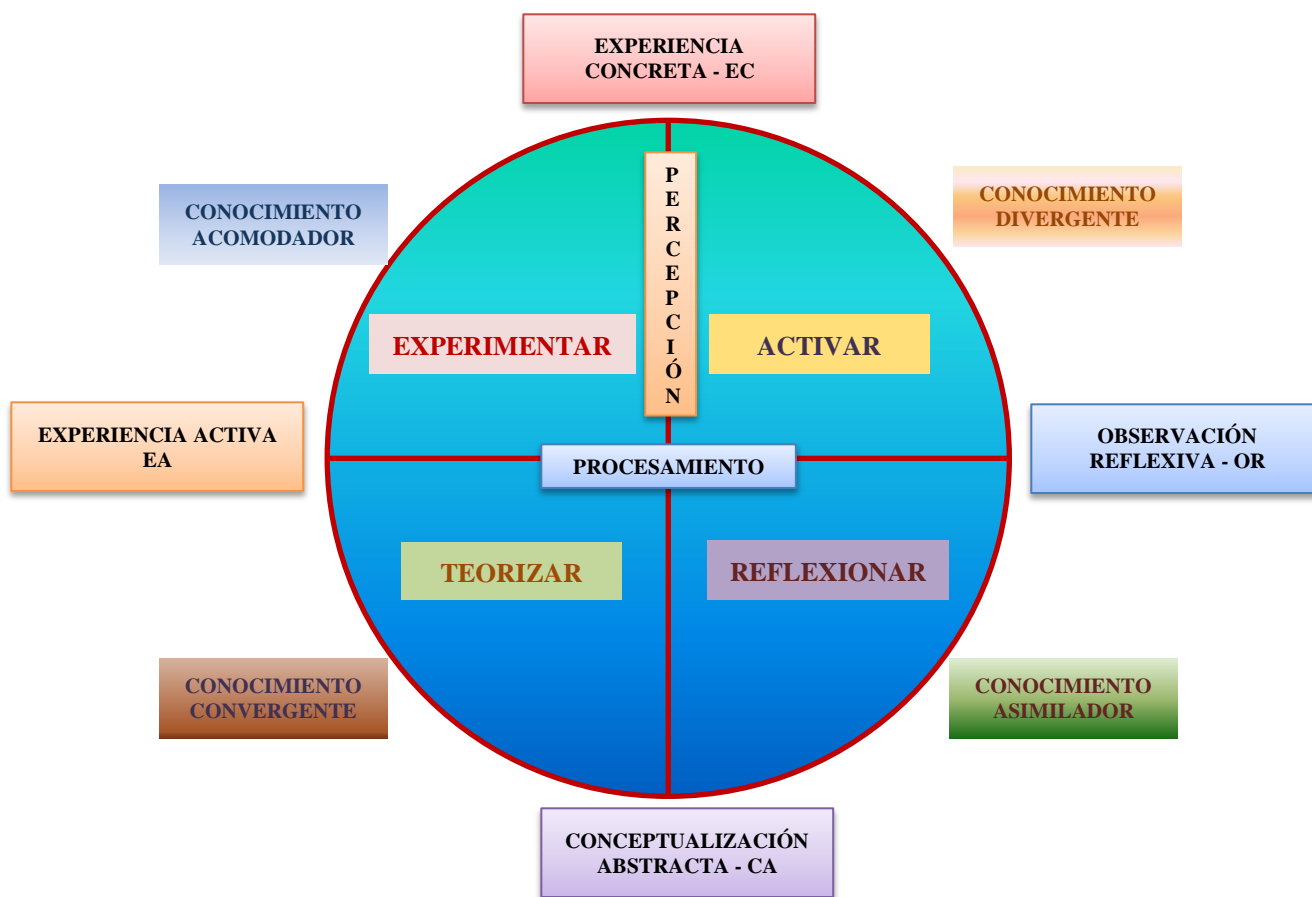 EXPERIENCIA
CONCRETA - EC
CONOCIMIENTO
ACOMODADOR
PERCEPCIÓN
CONOCIMIENTO
DIVERGENTE
EXPERIMENTAR
ACTIVAR
EXPERIENCIA ACTIVA
EA
PROCESAMIENTO
OBSERVACIÓN
REFLEXIVA - OR
TEORIZAR
REFLEXIONAR
CONOCIMIENTO
CONVERGENTE
CONOCIMIENTO
ASIMILADOR
CONCEPTUALIZACIÓN
ABSTRACTA - CA